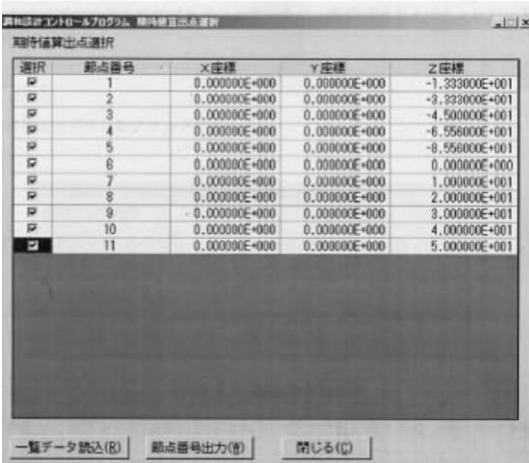 異和設計コントロールプログラム 期待値算出点選択
期待値算出点選択
選択 節点番号 X座標 Y座標 Z座標
1 0.000000E+000 0.000000E+000 -1.333000E+001
2 0.000000E+000 0.000000E+000 -3.333000E+001
3 0.000000E+000 0.000000E+000 -4.500000E+001
4 0.000000E+000 0.000000E+000 -6.556000E+001
5 0.000000E+000 0.000000E+000 -8.556000E+001
6 0.000000E+000 0.000000E+000 0.000000E+000
7 0.000000E+000 0.000000E+000 1.000000E+001
8 0.000000E+000 0.000000E+000 2.000000E+001
9 0.000000E+000 0.000000E+000 3.000000E+001
10 0.000000E+000 0.000000E+000 4.000000E+001
11 0.000000E+000 0.000000E+000 5.000000E+001
一覧データ読込(R) 節点番号出力(W) 閉じる(C)